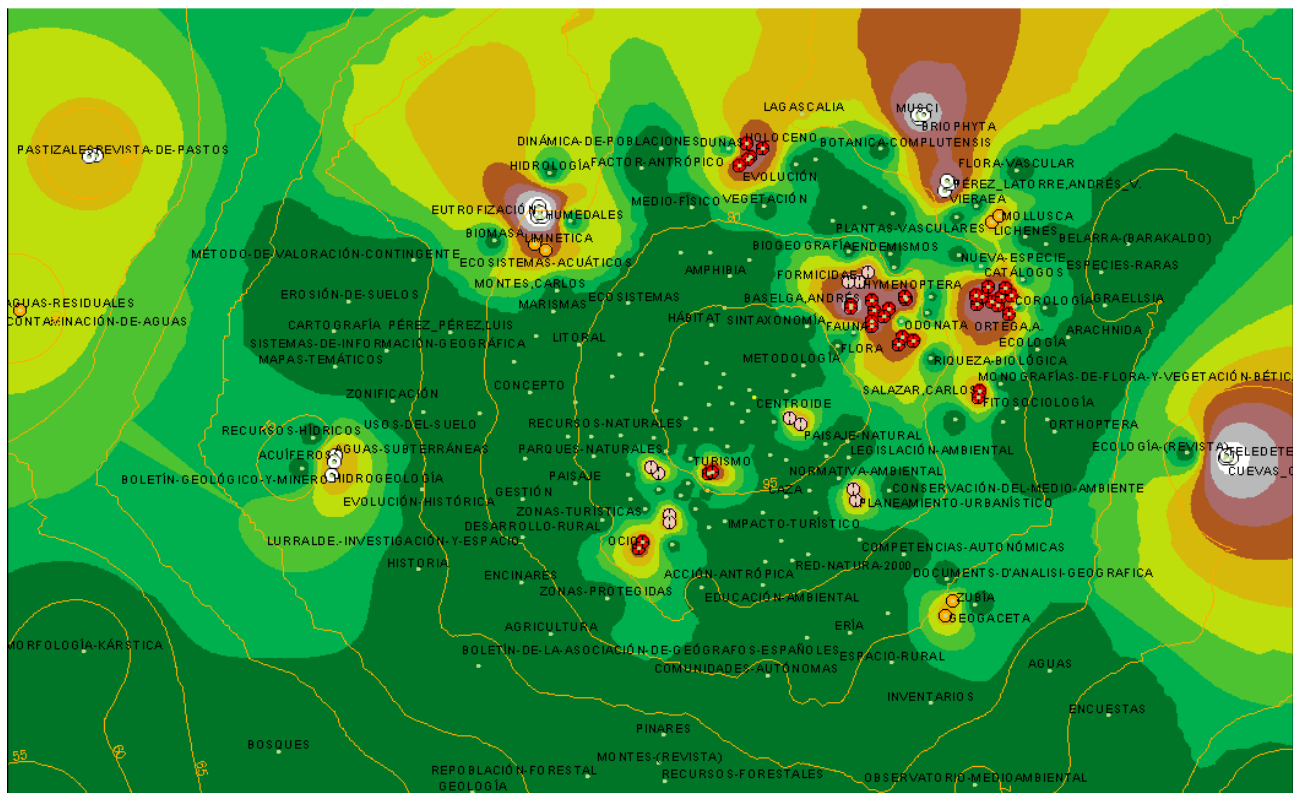 LAGASCALIA
MUSCI
BRIOPHYTA
DINÁMICA-DE-POBLACIONES
DUNAS
HOLOCENO
BOTANICA-COMPLUTENSIS
PASTIZALES
REVISTA-DE-PASTOS
HIDROLOGÍA
FACTOR-ANTRÓPICO
FLORA-VASCULAR
EVOLUCIÓN
PÉREZ_LATORRE,ANDRÉS_V.
MEDIO-FÍSICO
VEGETACIÓN
VIERAEA
EUTROFIZACIÓN
HUMEDALES
MOLLUSCA
BIOMASA
LIMNETICA
PLANTAS-VASCULARES
LICHENES
BELARRA-(BARAKALDO)
MÉTODO-DE-VALORACIÓN-CONTINGENTE
BIOGEOGRAFÍA
ENDEMISMOS
ECOSISTEMAS-ACUÁTICOS
NUEVA-ESPECIE
ESPECIES-RARAS
AMPHIBIA
FORMICIDAE
CATÁLOGOS
MONTES,CARLOS
HYMENOPTERA
EROSIÓN-DE-SUELOS
ECOSISTEMAS
BASELGA,ANDRÉS
COROLOGÍA
GRAELLSIA
AGUAS-RESIDUALES
MARISMAS
CONTAMINACIÓN-DE-AGUAS
HÁBITAT
SINTAXONOMÍA
CARTOGRAFÍA
PÉREZ_PÉREZ,LUIS
FAUNA
ODONATA
ORTEGA,A.
ARACHNIDA
LITORAL
SISTEMAS-DE-INFORMACIÓN-GEOGRÁFICA
FLORA
ECOLOGÍA
MAPAS-TEMÁTICOS
METODOLOGÍA
RIQUEZA-BIOLÓGICA
MONOGRAFÍAS-DE-FLORA-Y-VEGETACIÓN-BÉTIC
CONCEPTO
ZONIFICACIÓN
SALAZAR,CARLOS
FITOSOCIOLOGÍA
CENTROIDE
RECURSOS-HÍDRICOS
USOS-DEL-SUELO
RECURSOS-NATURALES
ORTHOPTERA
PAISAJE-NATURAL
ACUÍFEROS
AGUAS-SUBTERRÁNEAS
PARQUES-NATURALES
LEGISLACIÓN-AMBIENTAL
ECOLOGÍA-(REVISTA)
TELEDETE
TURISMO
BOLETÍN-GEOLÓGICO-Y-MINERO
HIDROGEOLOGÍA
PAISAJE
NORMATIVA-AMBIENTAL
95
GESTIÓN
CAZA
CONSERVACIÓN-DEL-MEDIO-AMBIENTE
EVOLUCIÓN-HISTÓRICA
PLANEAMIENTO-URBANÍSTICO
ZONAS-TURÍSTICAS
DESARROLLO-RURAL
IMPACTO-TURÍSTICO
LURRALDE.-INVESTIGACIÓN-Y-ESPACIO
OCIO
COMPETENCIAS-AUTONÓMICAS
HISTORIA
RED-NATURA-2000
ENCINARES
ACCIÓN-ANTRÓPICA
DOCUMENTS-D'ANALISI-GEOGRAFICA
ZONAS-PROTEGIDAS
EDUCACIÓN-AMBIENTAL
ZUBÍA
GEOGACETA
AGRICULTURA
ERÍA
MORFOLOGÍA-KÁRSTICA
BOLETÍN-DE-LA-ASOCIACIÓN-DE-GEÓGRAFOS-ESPAÑOLES
ESPACIO-RURAL
COMUNIDADES-AUTÓNOMAS
AGUAS
INVENTARIOS
ENCUESTAS
PINARES
BOSQUES
55
60
65
MONTES-(REVISTA)
REPOBLACIÓN-FORESTAL
RECURSOS-FORESTALES
OBSERVATORIO-MEDIOAMBIENTAL
GEOLOGÍA